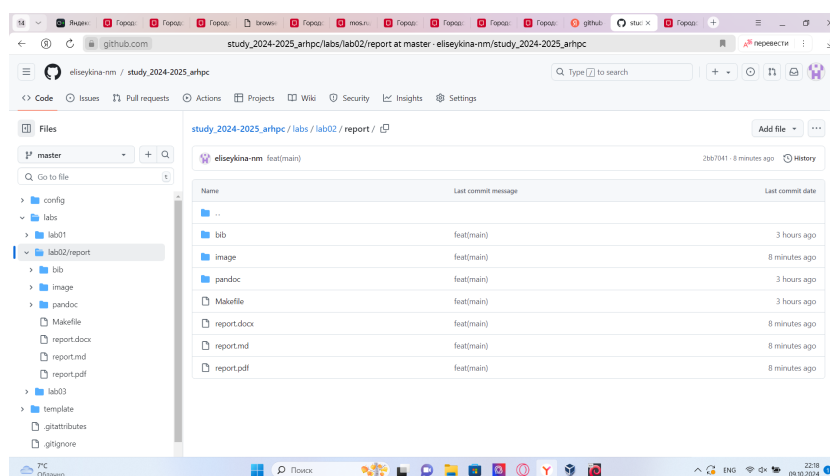 14 Яндекс Город: Город: Город: browse Город: mos.ru Город: Город: Город: Город: github stud Город:
github.com study_2024-2025_arhpc/labs/lab02/report at master · eliseykina-nm/study_2024-2025_arhpc перевести
eliseykina-nm / study_2024-2025_arhpc Type / to search
Code Issues Pull requests Actions Projects Wiki Security Insights Settings
Files study_2024-2025_arhpc / labs / lab02 / report / Add file
master
eliseykina-nm feat(main) 2bb7041 · 8 minutes ago History
Go to file t
Name Last commit message Last commit date
config
..
labs
lab01
bib feat(main) 3 hours ago
lab02/report
image feat(main) 8 minutes ago
bib
pandoc feat(main) 3 hours ago
image
Makefile feat(main) 3 hours ago
pandoc
Makefile
report.docx feat(main) 8 minutes ago
report.docx
report.md feat(main) 8 minutes ago
report.md
report.pdf feat(main) 8 minutes ago
report.pdf
lab03
template
.gitattributes
.gitignore
7°C
Облачно
Поиск
ENG
22:18
09.10.2024